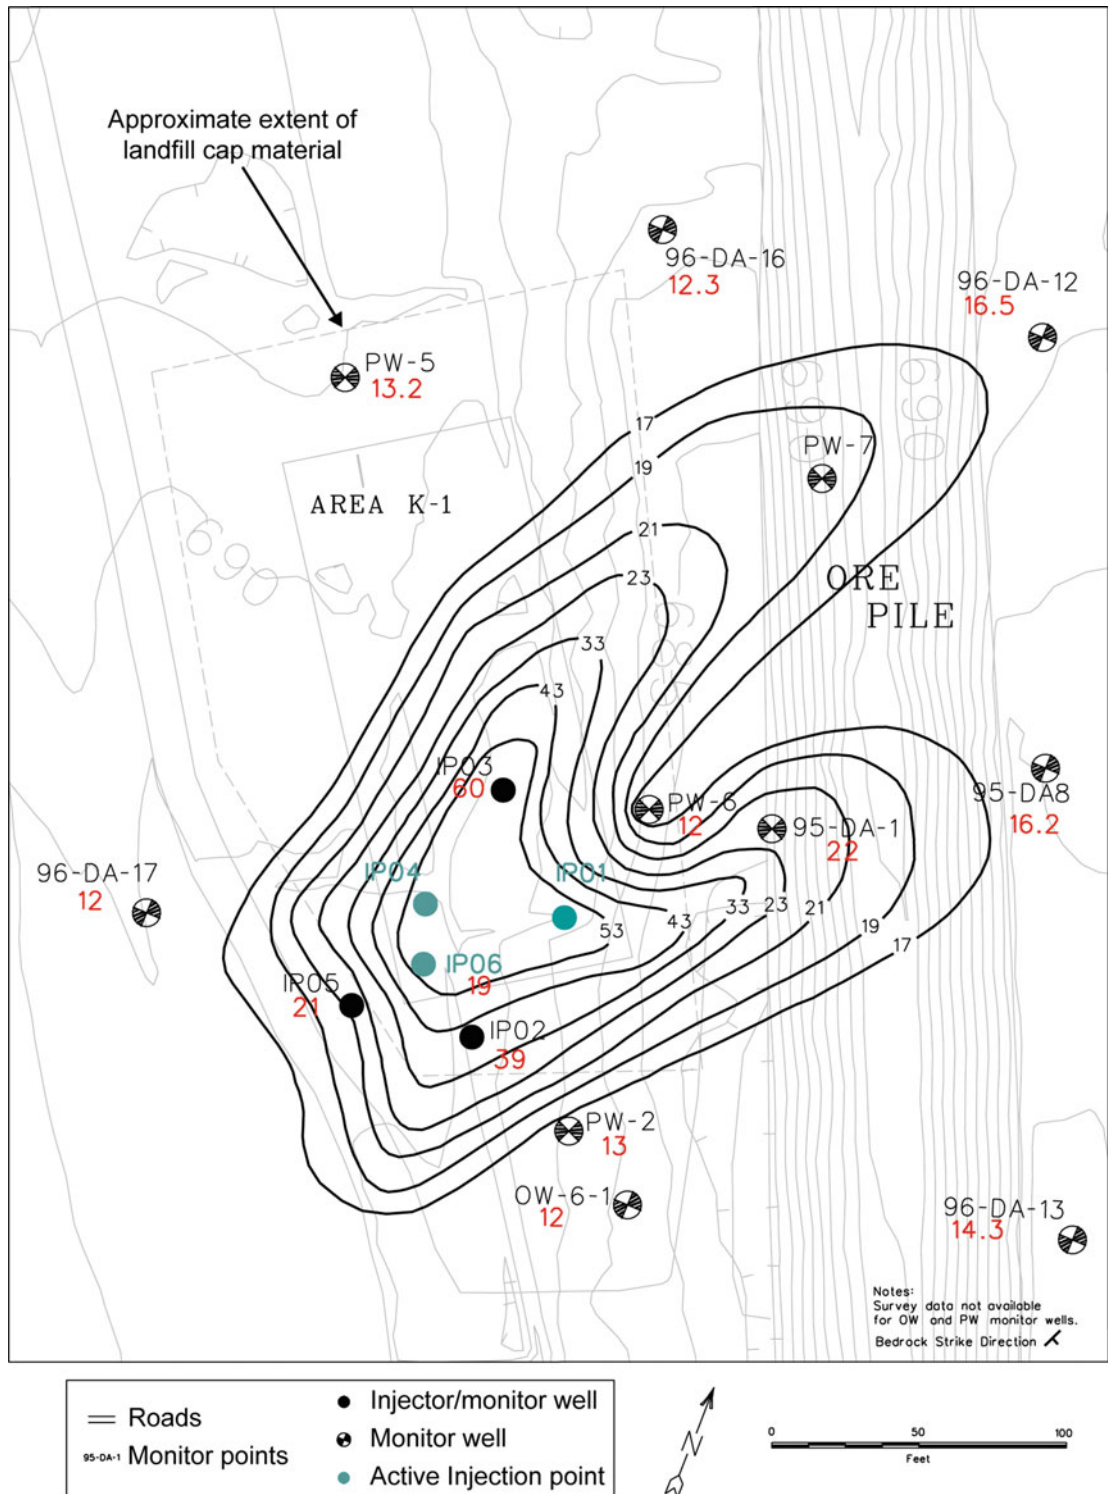 Approximate extent of
landfill cap material
96-DA-16
12.3
96-DA-12
16.5
PW-5
13.2
17
19
PW-7
AREA K-1
21
23
ORE
PILE
33
43
IP03
60
PW-6
12
95-DA8
16.2
95-DA-1
22
96-DA-17
12
IP04
IP01
53
43
33
23
21
19
17
IP06
19
IP05
21
IP02
39
PW-2
13
OW-6-1
12
96-DA-13
14.3
Notes:
Survey data not available
for OW and PW monitor wells.
Bedrock Strike Direction
Roads
95-DA-1 Monitor points
Injector/monitor well
Monitor well
Active Injection point
N
0 50 100
Feet